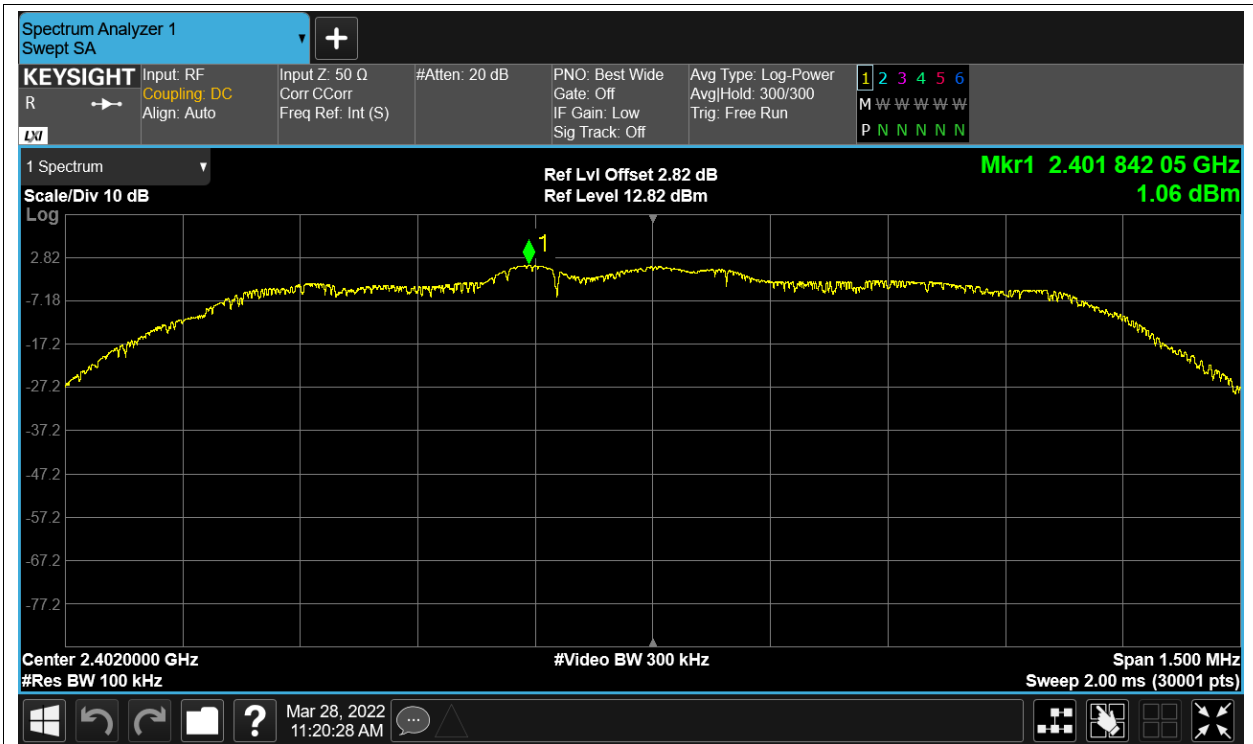 Spectrum Analyzer 1
Swept SA
KEYSIGHT
R
LXI
Input: RF
Coupling: DC
Align: Auto
Input Z: 50 Ω
Corr CCorr
Freq Ref: Int (S)
#Atten: 20 dB
PNO: Best Wide
Gate: Off
IF Gain: Low
Sig Track: Off
Avg Type: Log-Power
Avg|Hold: 300/300
Trig: Free Run
1 2 3 4 5 6
M W W W W W
P N N N N N
1 Spectrum
Scale/Div 10 dB
Log
Ref Lvl Offset 2.82 dB
Ref Level 12.82 dBm
Mkr1 2.401 842 05 GHz
1.06 dBm
1
2.82
-7.18
-17.2
-27.2
-37.2
-47.2
-57.2
-67.2
-77.2
Center 2.4020000 GHz
#Res BW 100 kHz
#Video BW 300 kHz
Span 1.500 MHz
Sweep 2.00 ms (30001 pts)
?
Mar 28, 2022
11:20:28 AM